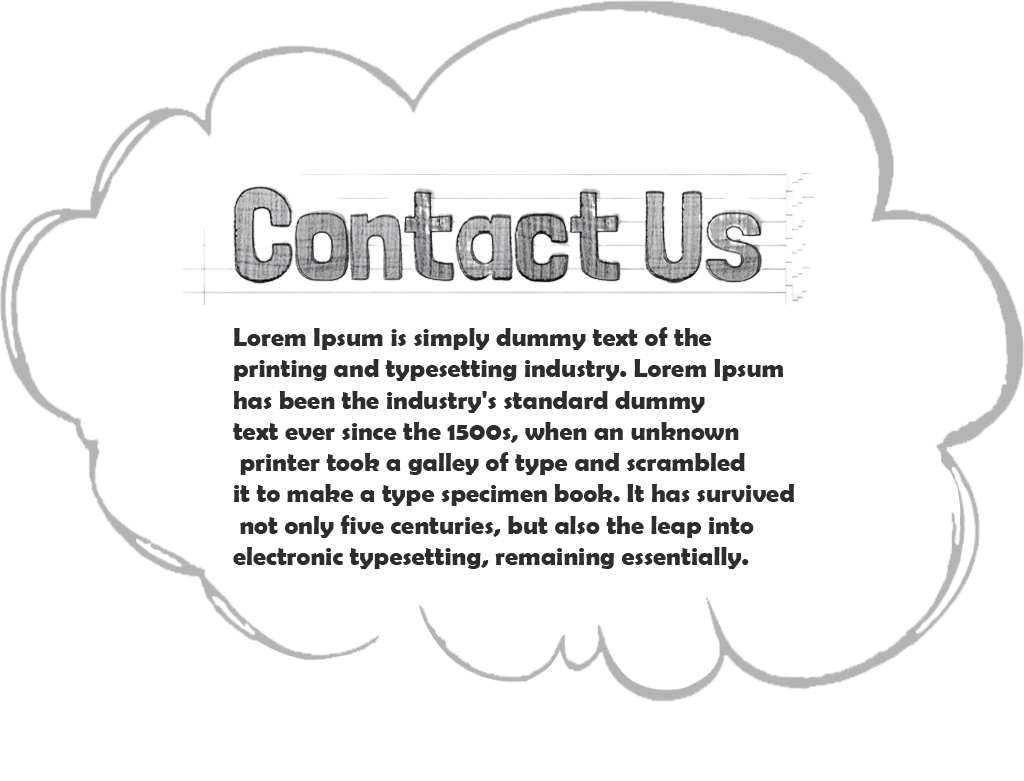 Contact Us
Lorem Ipsum is simply dummy text of the
printing and typesetting industry. Lorem Ipsum
has been the industry's standard dummy
text ever since the 1500s, when an unknown
printer took a galley of type and scrambled
it to make a type specimen book. It has survived
not only five centuries, but also the leap into
electronic typesetting, remaining essentially.